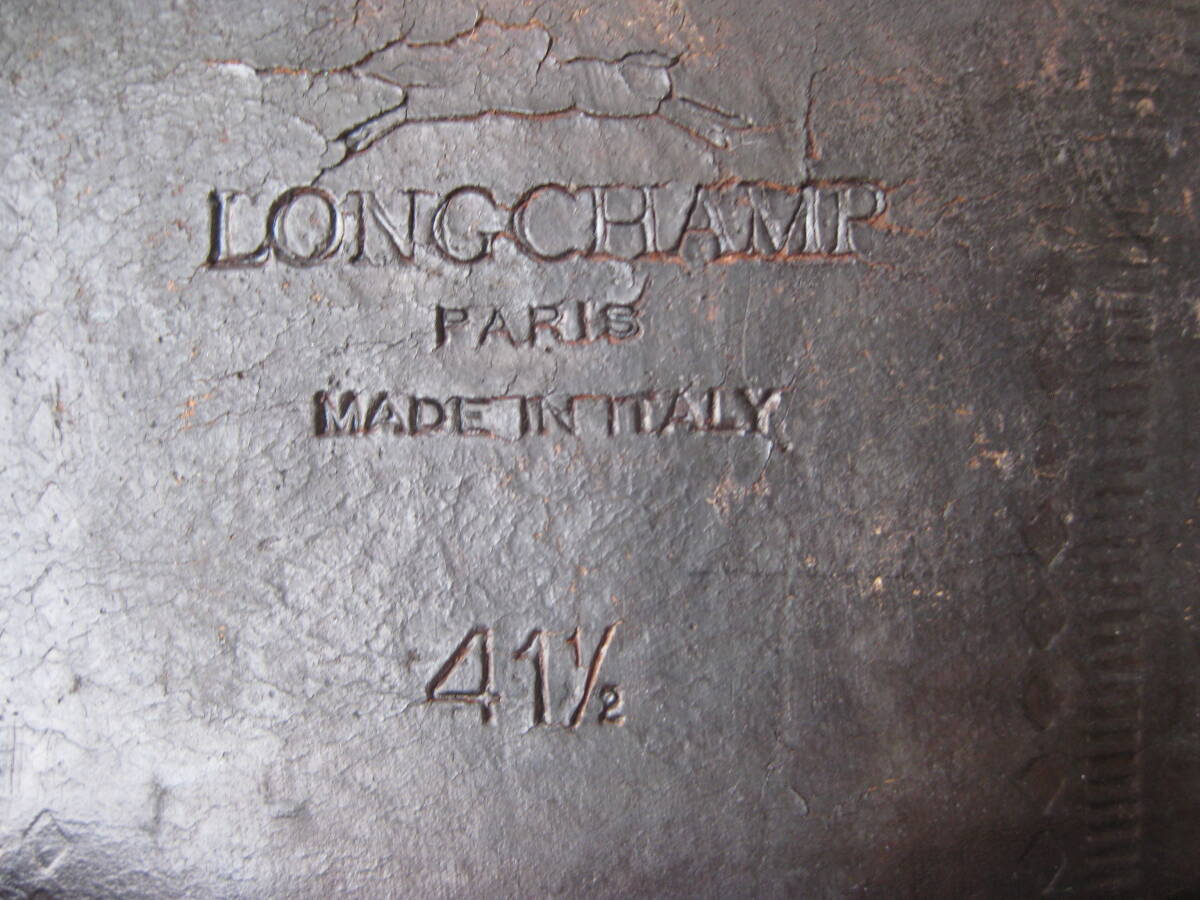 LONGCHAMP
PARIS
MADE IN ITALY
41½